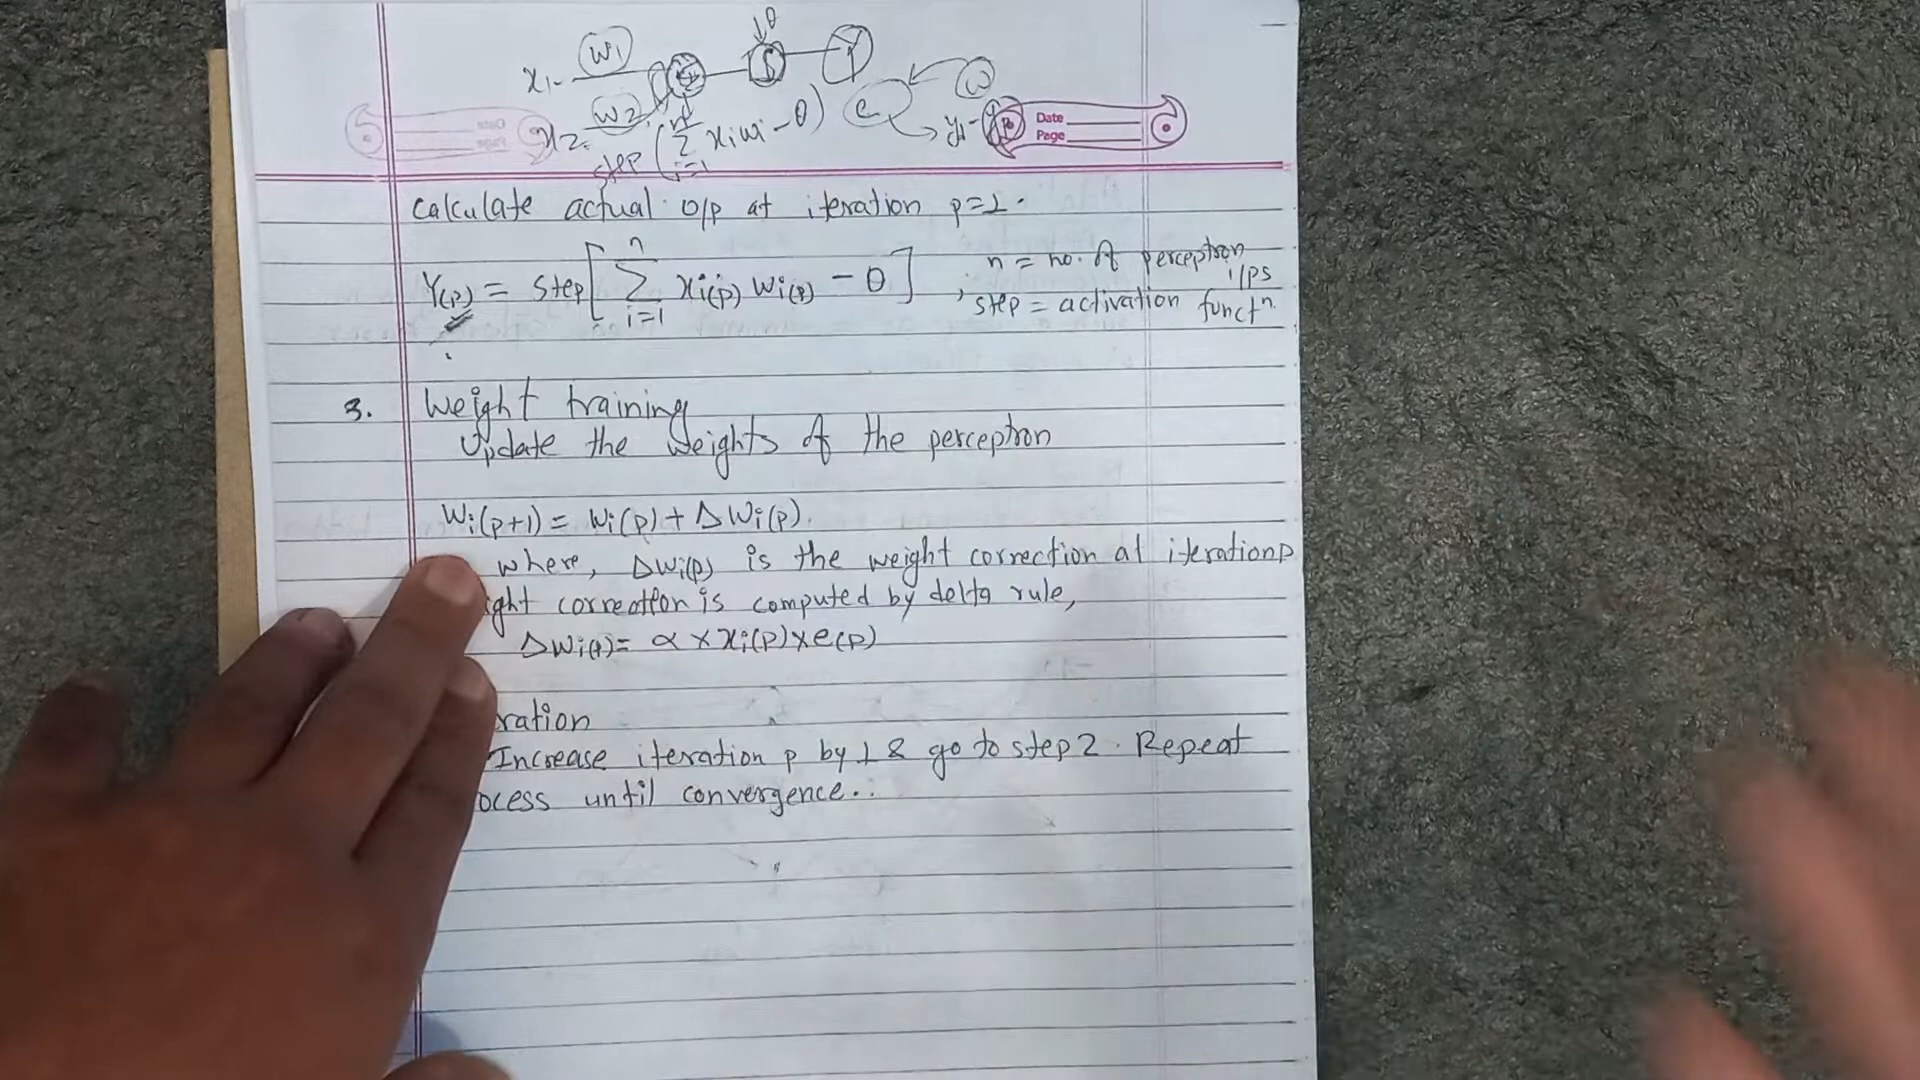 θ
x1 w1 S Y
x2 w2 e
step ( n Σ i=1 xiwi - θ )
Date
Page
Calculate actual o/p at iteration p=1.
Y(p) = step [ n Σ i=1 xi(p) wi(p) - θ ] , n = no. of perceptron i/ps
step = activation functⁿ
3. Weight training
Update the weights of the perceptron
Wi(p+1) = Wi(p) + ΔWi(p).
where, ΔWi(p) is the weight correction at iteration p
ight correction is computed by delta rule,
ΔWi(p) = α × xi(p) × e(p)
ration
Increase iteration p by 1 & go to step 2. Repeat
ocess until convergence..